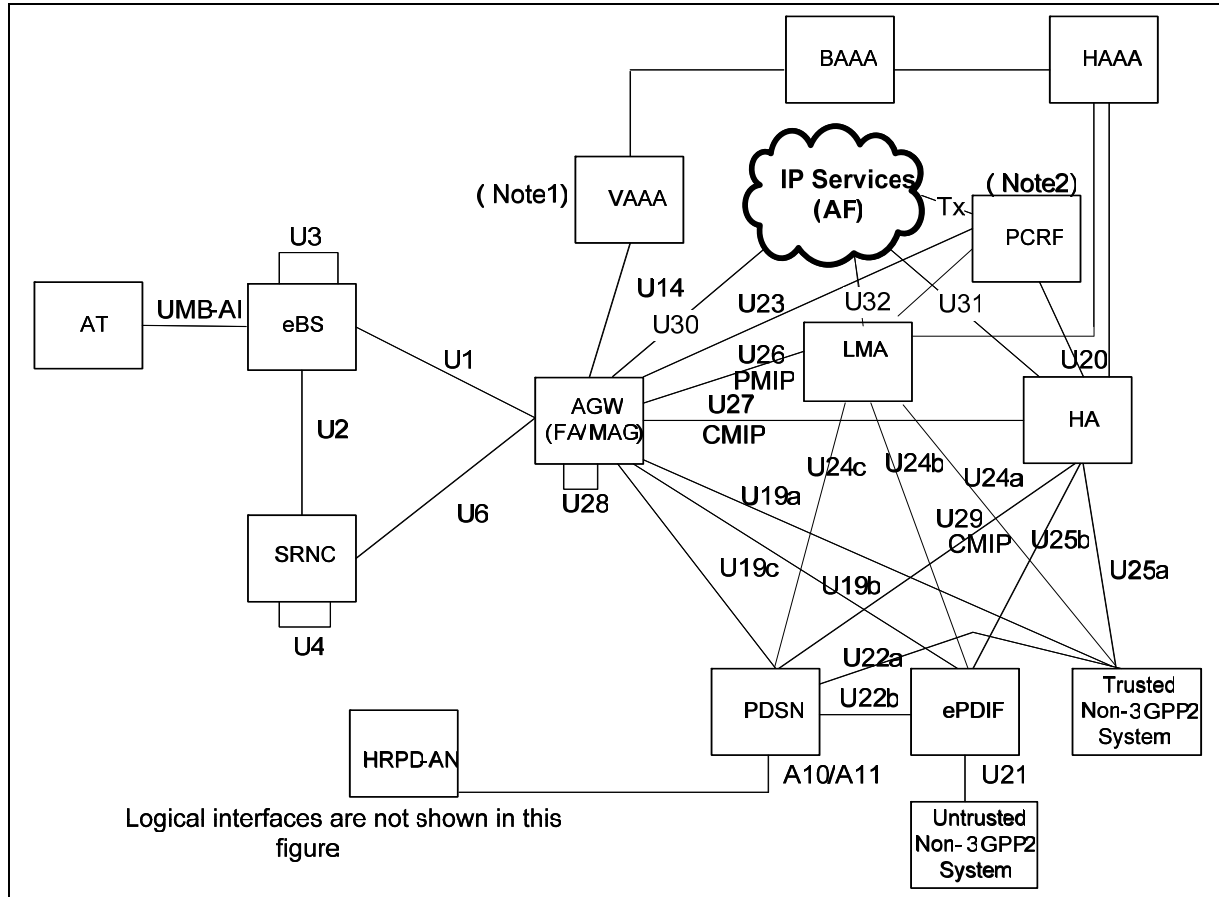 BAAA
HAAA
( Note1)
VAAA
IP Services
(AF)
( Note2)
Tx
PCRF
U3
AT
UMB-AI
eBS
U14
U30
U23
U32
U31
U1
U26
PMIP
LMA
U20
U2
AGW
(FA/MAG)
U27
CMIP
HA
U28
U6
U24c
U24b
U24a
U19a
U29
CMIP
U25b
U25a
SRNC
U19c
U19b
U4
U22a
PDSN
U22b
ePDIF
Trusted
Non-3GPP2
System
HRPD-AN
A10/A11
U21
Logical interfaces are not shown in this
figure
Untrusted
Non-3GPP2
System